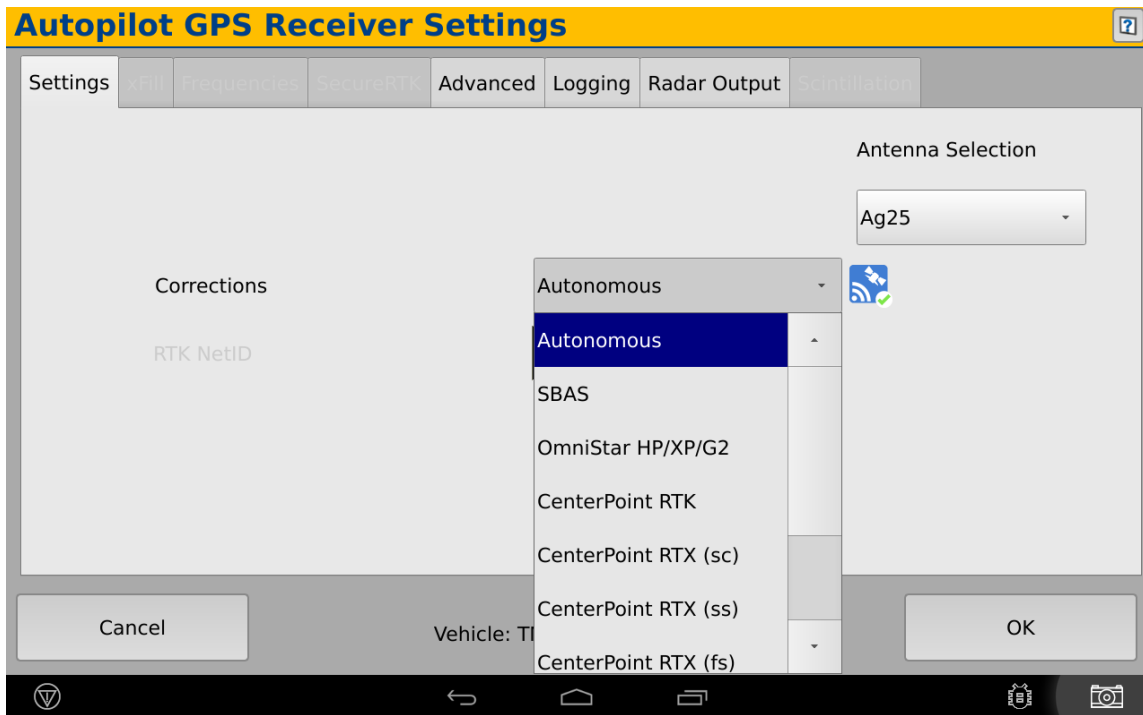 Autopilot GPS Receiver Settings
Settings xFill Frequencies SecureRTK Advanced Logging Radar Output Scintillation
Antenna Selection
Ag25
Corrections Autonomous
RTK NetID
Autonomous
SBAS
OmniStar HP/XP/G2
CenterPoint RTK
CenterPoint RTX (sc)
CenterPoint RTX (ss)
CenterPoint RTX (fs)
Cancel Vehicle: OK